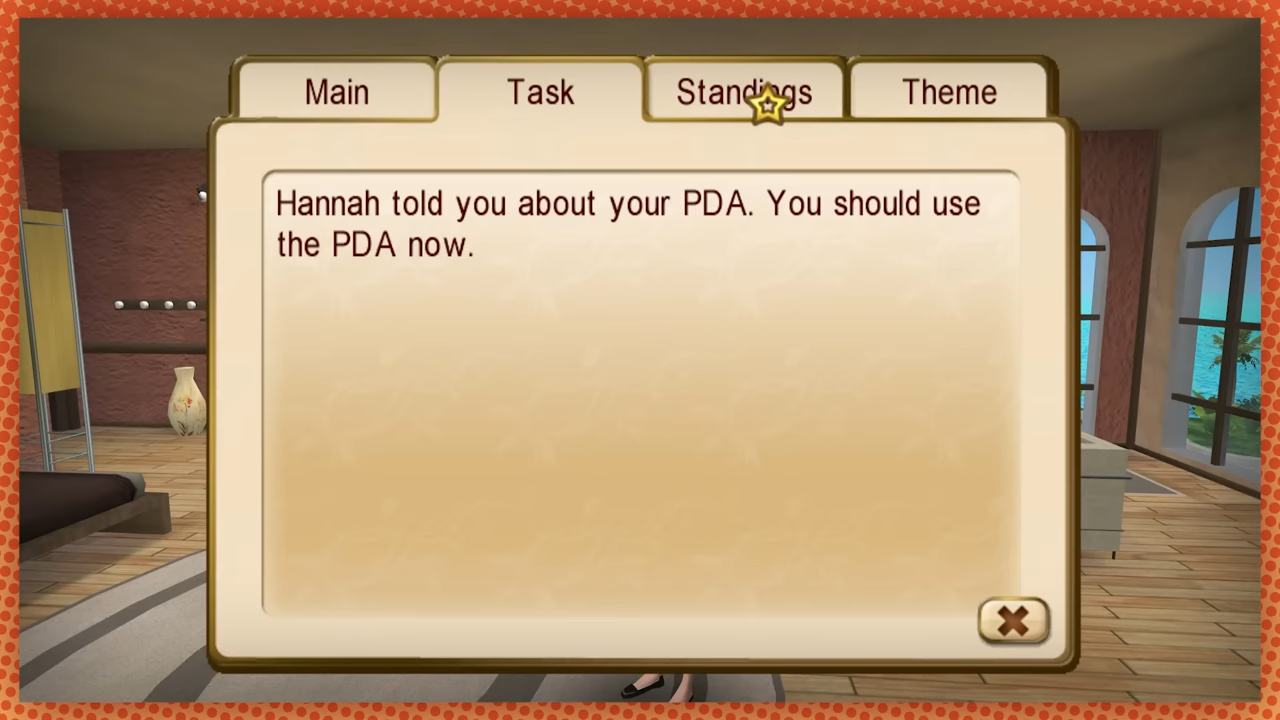 Main
Task
Standings
Theme
Hannah told you about your PDA. You should use
the PDA now.